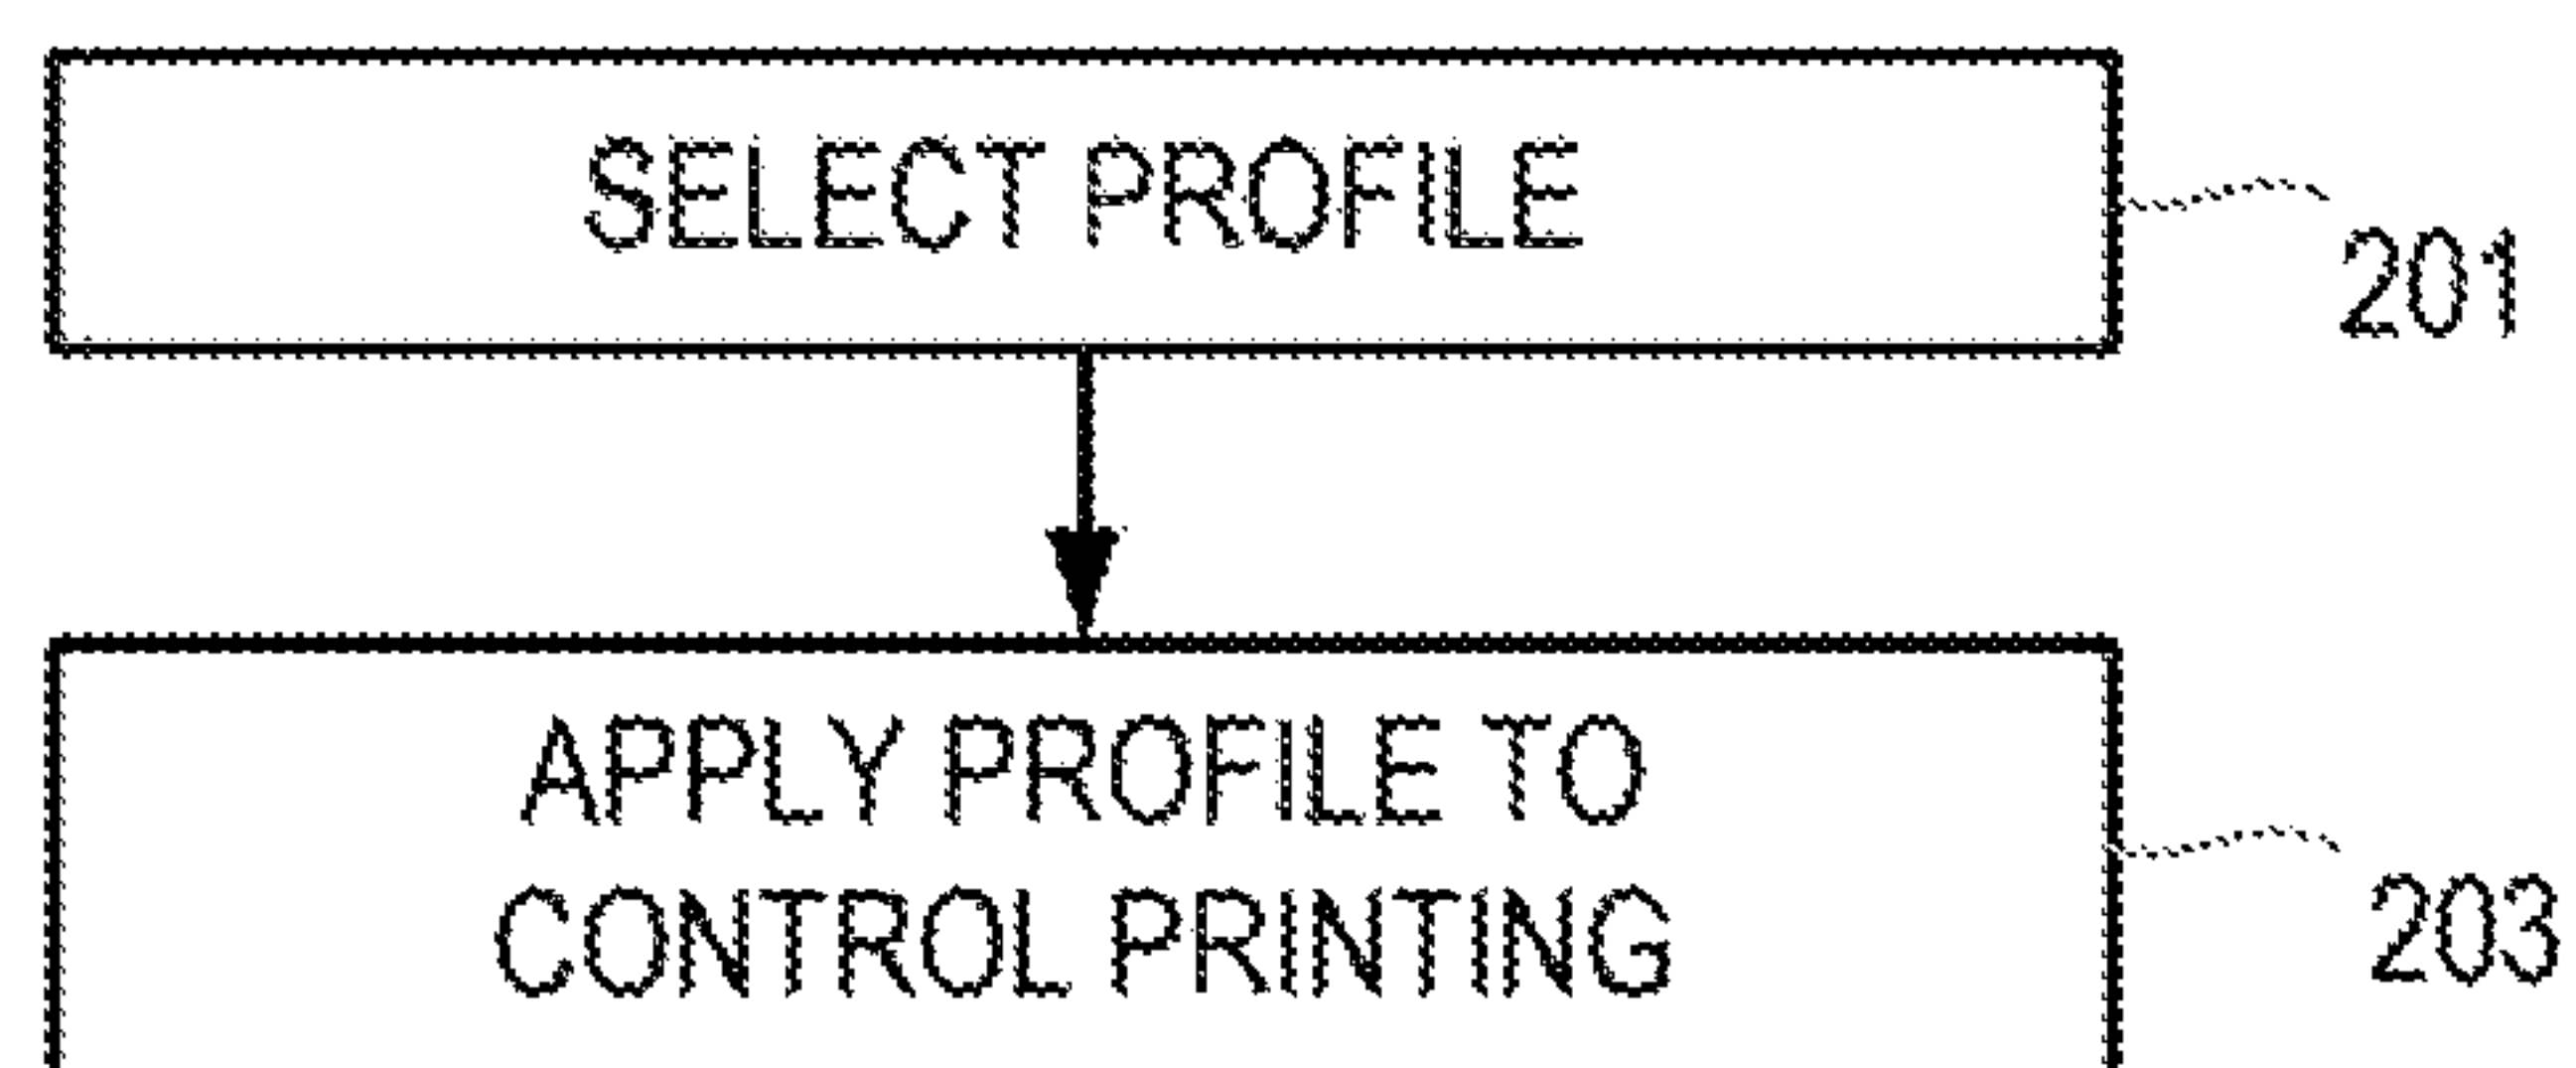 SELECT PROFILE
201
APPLY PROFILE TO
CONTROL PRINTING
203